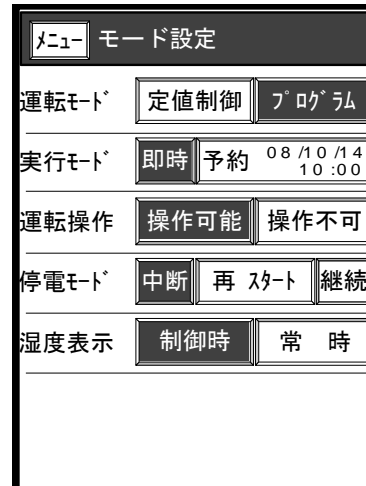 ﾒﾆｭｰ モード設定
運転ﾓｰﾄﾞ 定値制御 ﾌﾟﾛｸﾞﾗﾑ
実行ﾓｰﾄﾞ 即時 予約 08/10/14
10:00
運転操作 操作可能 操作不可
停電ﾓｰﾄﾞ 中断 再 ｽﾀｰﾄ 継続
湿度表示 制御時 常 時